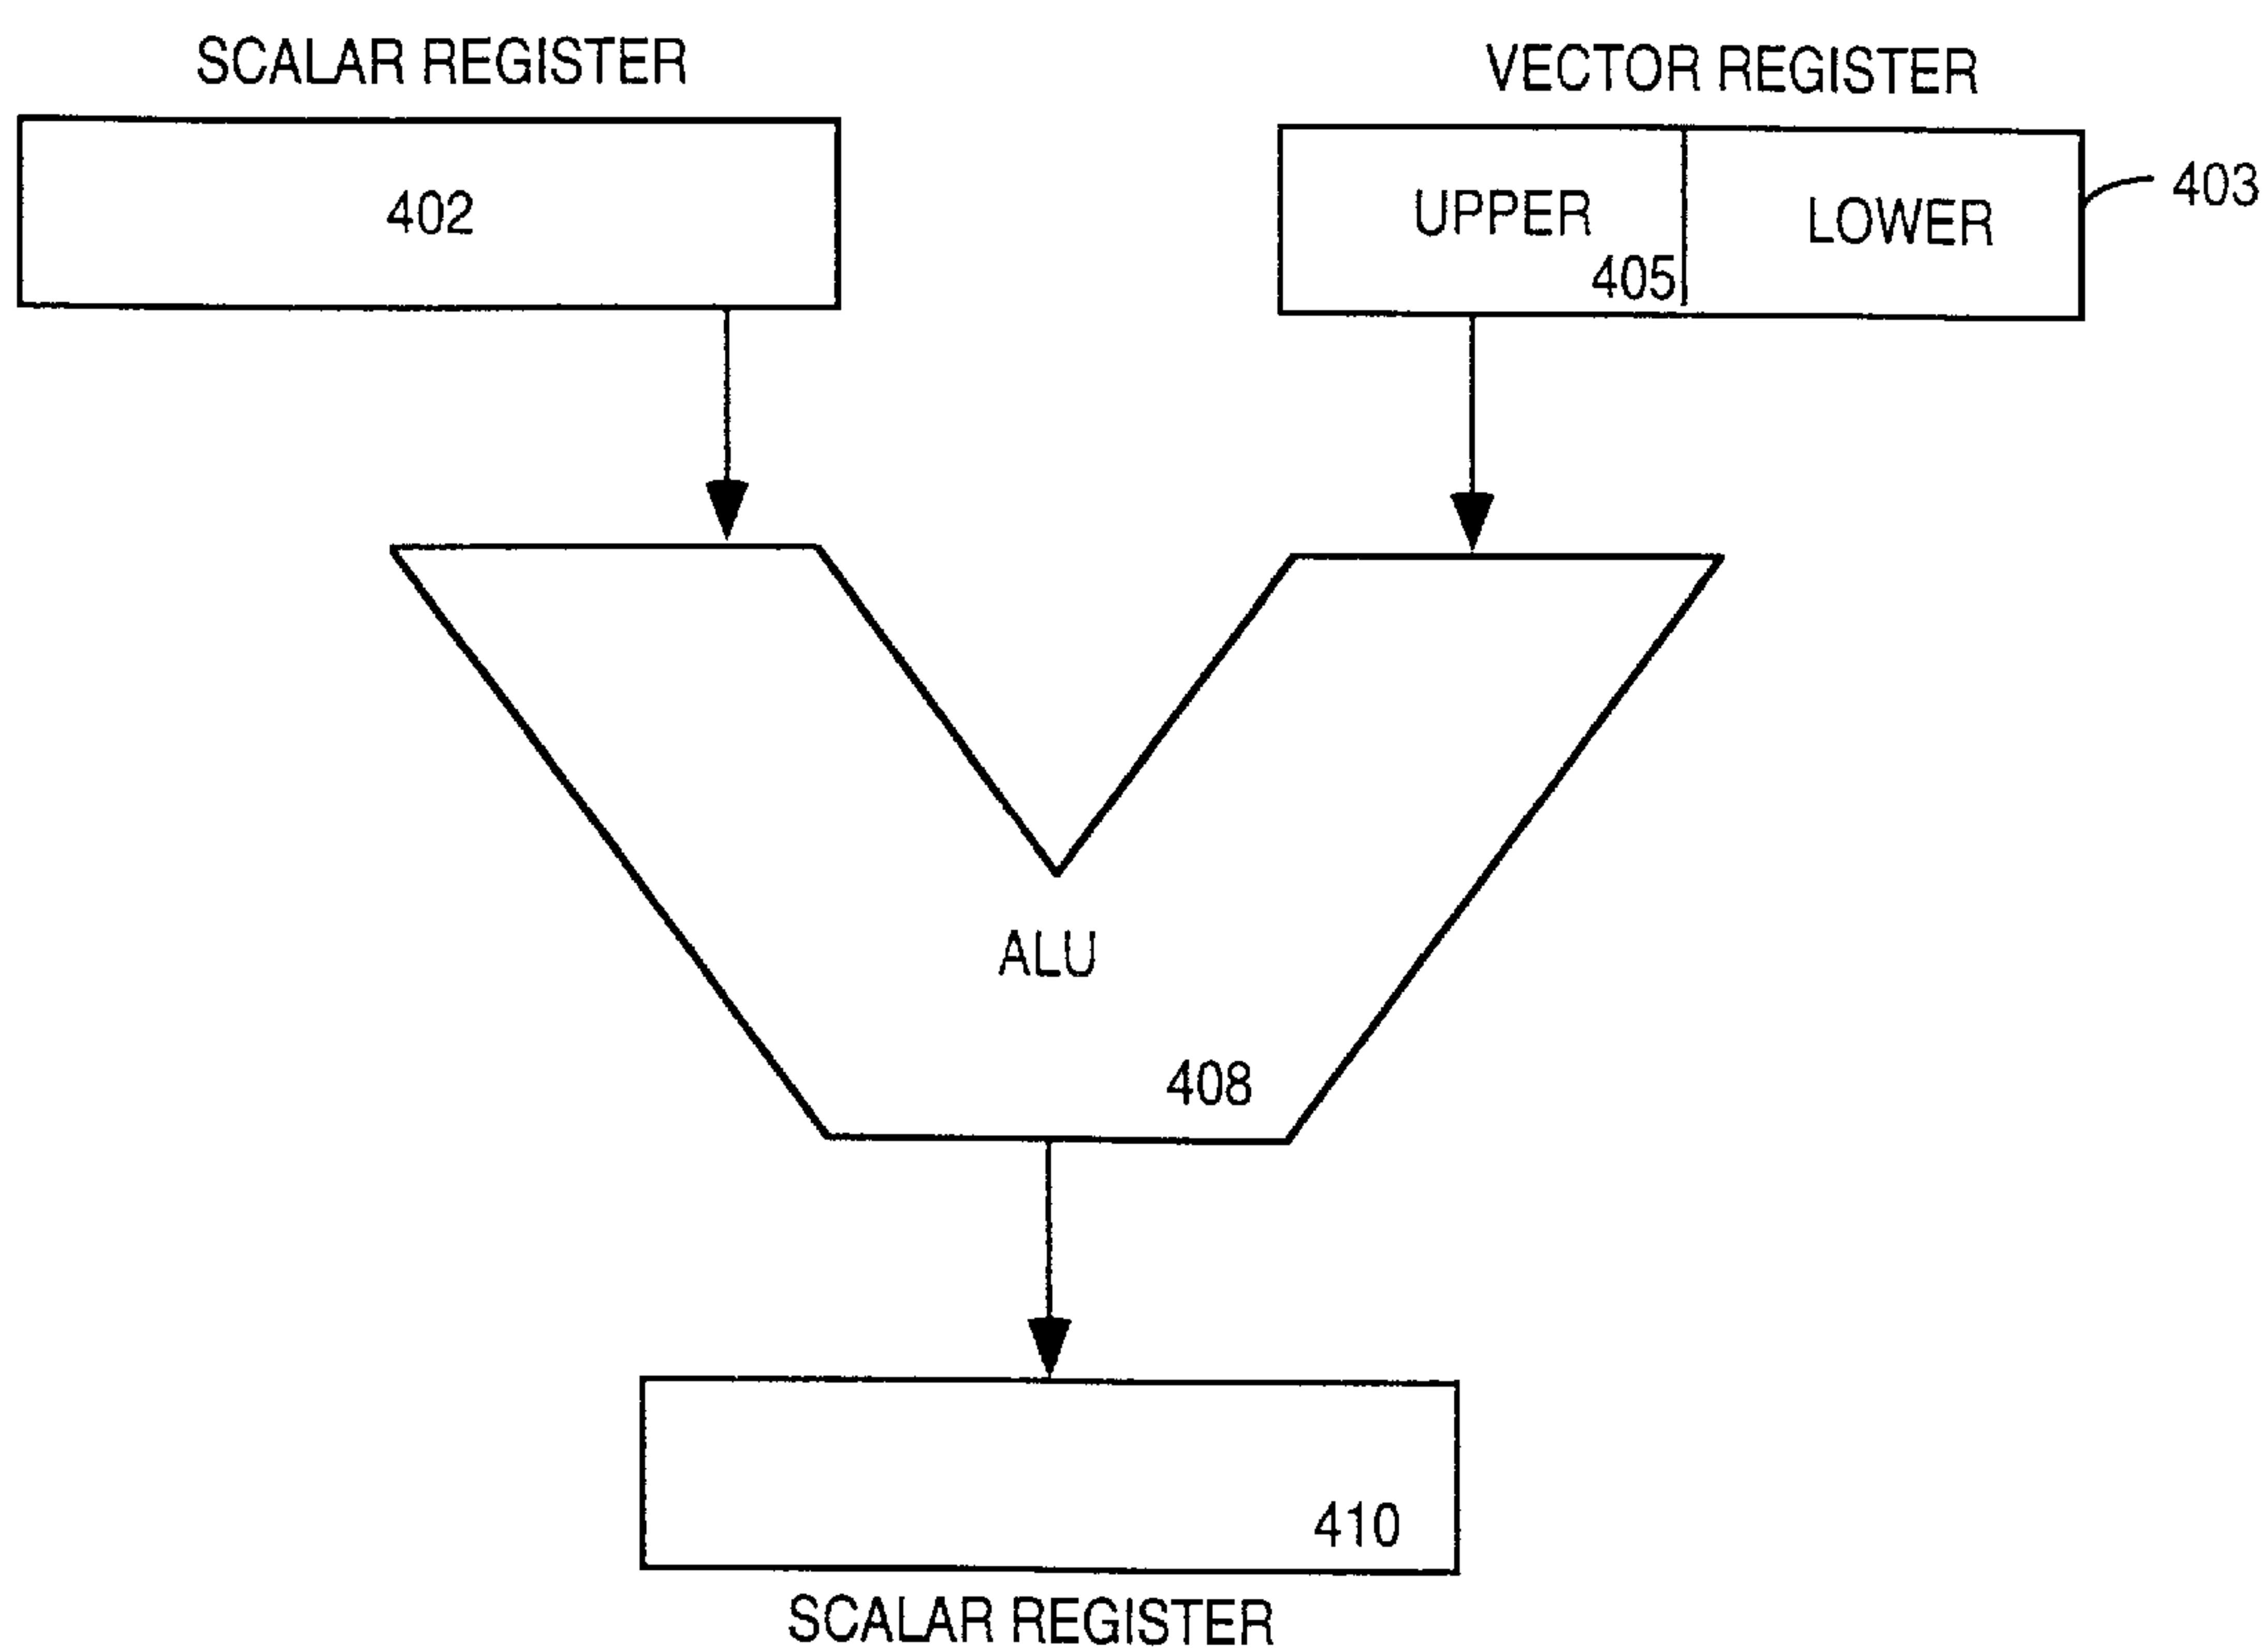 SCALAR REGISTER
VECTOR REGISTER
402
UPPER
LOWER
403
405
ALU
408
410
SCALAR REGISTER